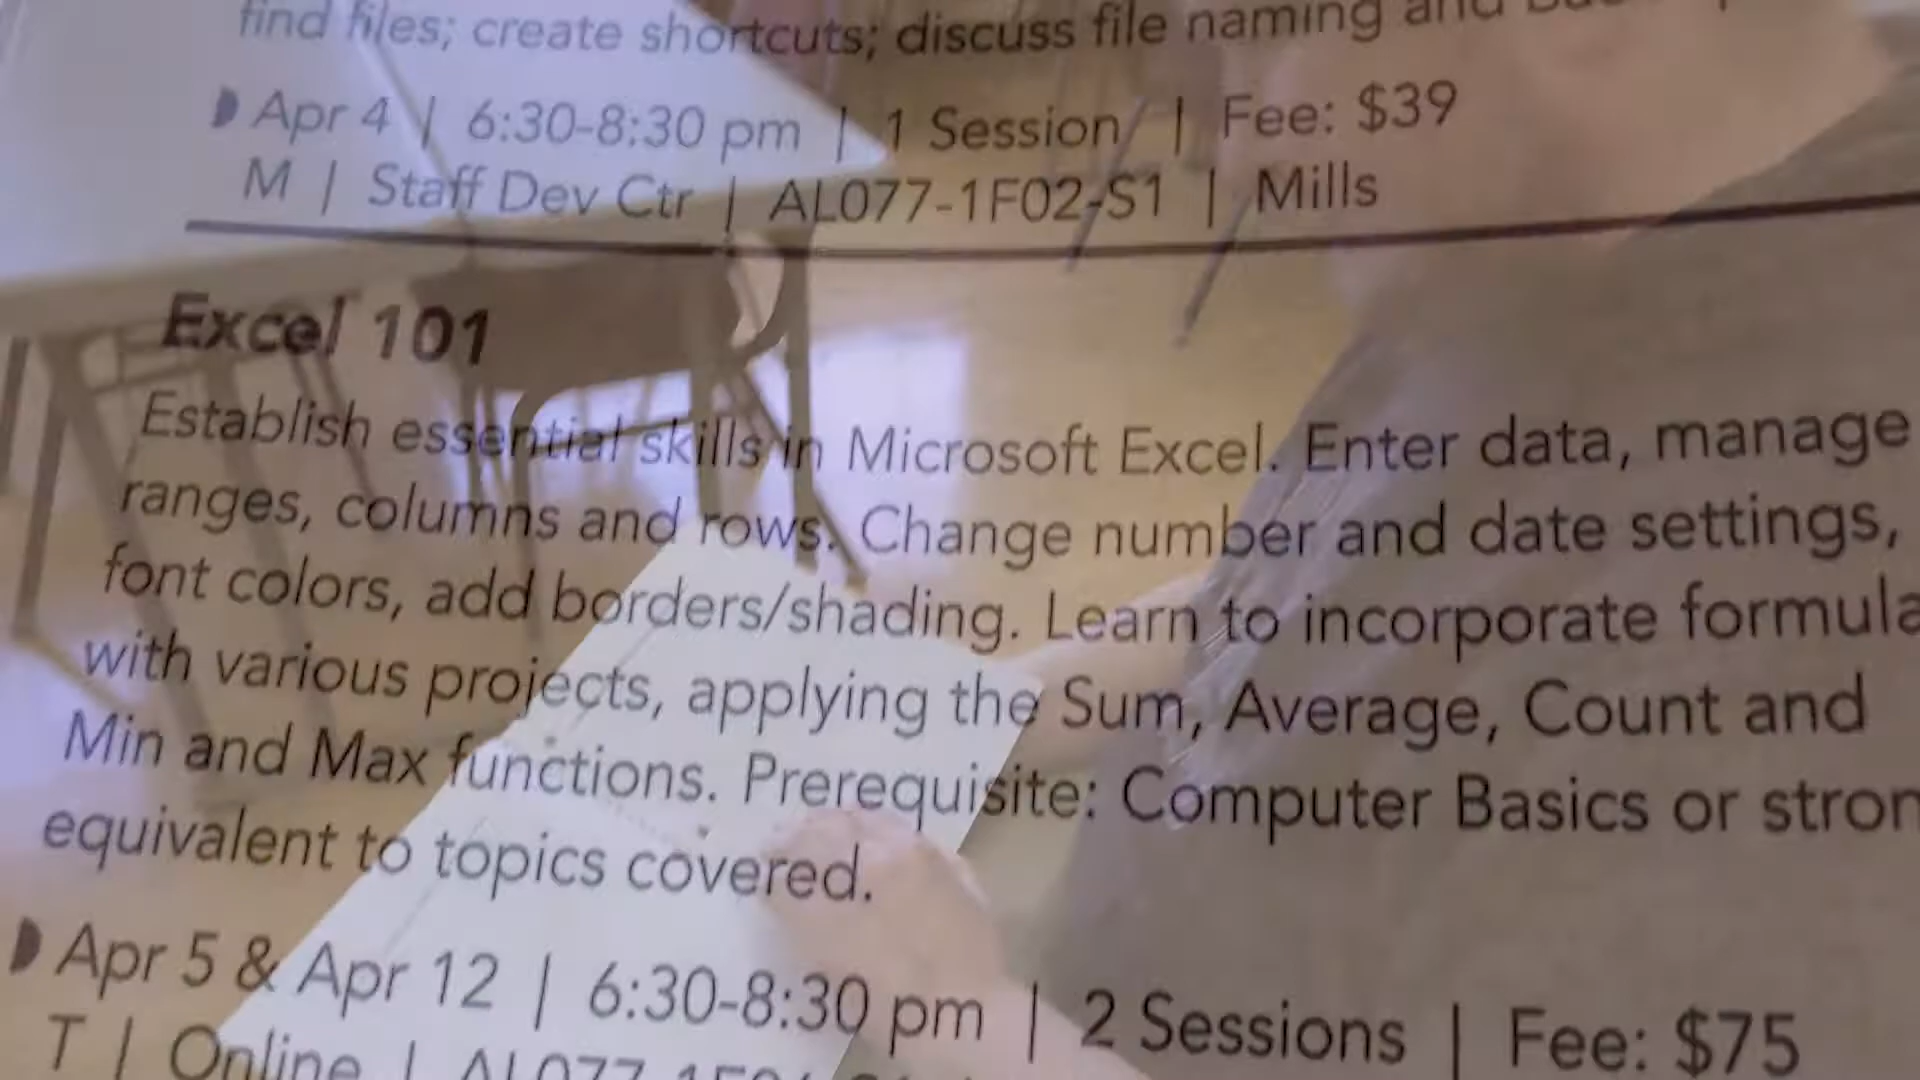 find files; create shortcuts; discuss file naming and
Apr 4 | 6:30-8:30 pm | 1 Session | Fee: $39
M | Staff Dev Ctr | AL077-1F02-S1 | Mills
Excel 101
Establish essential skills in Microsoft Excel. Enter data, manage
ranges, columns and rows. Change number and date settings,
font colors, add borders/shading. Learn to incorporate formula
with various projects, applying the Sum, Average, Count and
Min and Max functions. Prerequisite: Computer Basics or stron
equivalent to topics covered.
Apr 5 & Apr 12 | 6:30-8:30 pm | 2 Sessions | Fee: $75
T | Online |